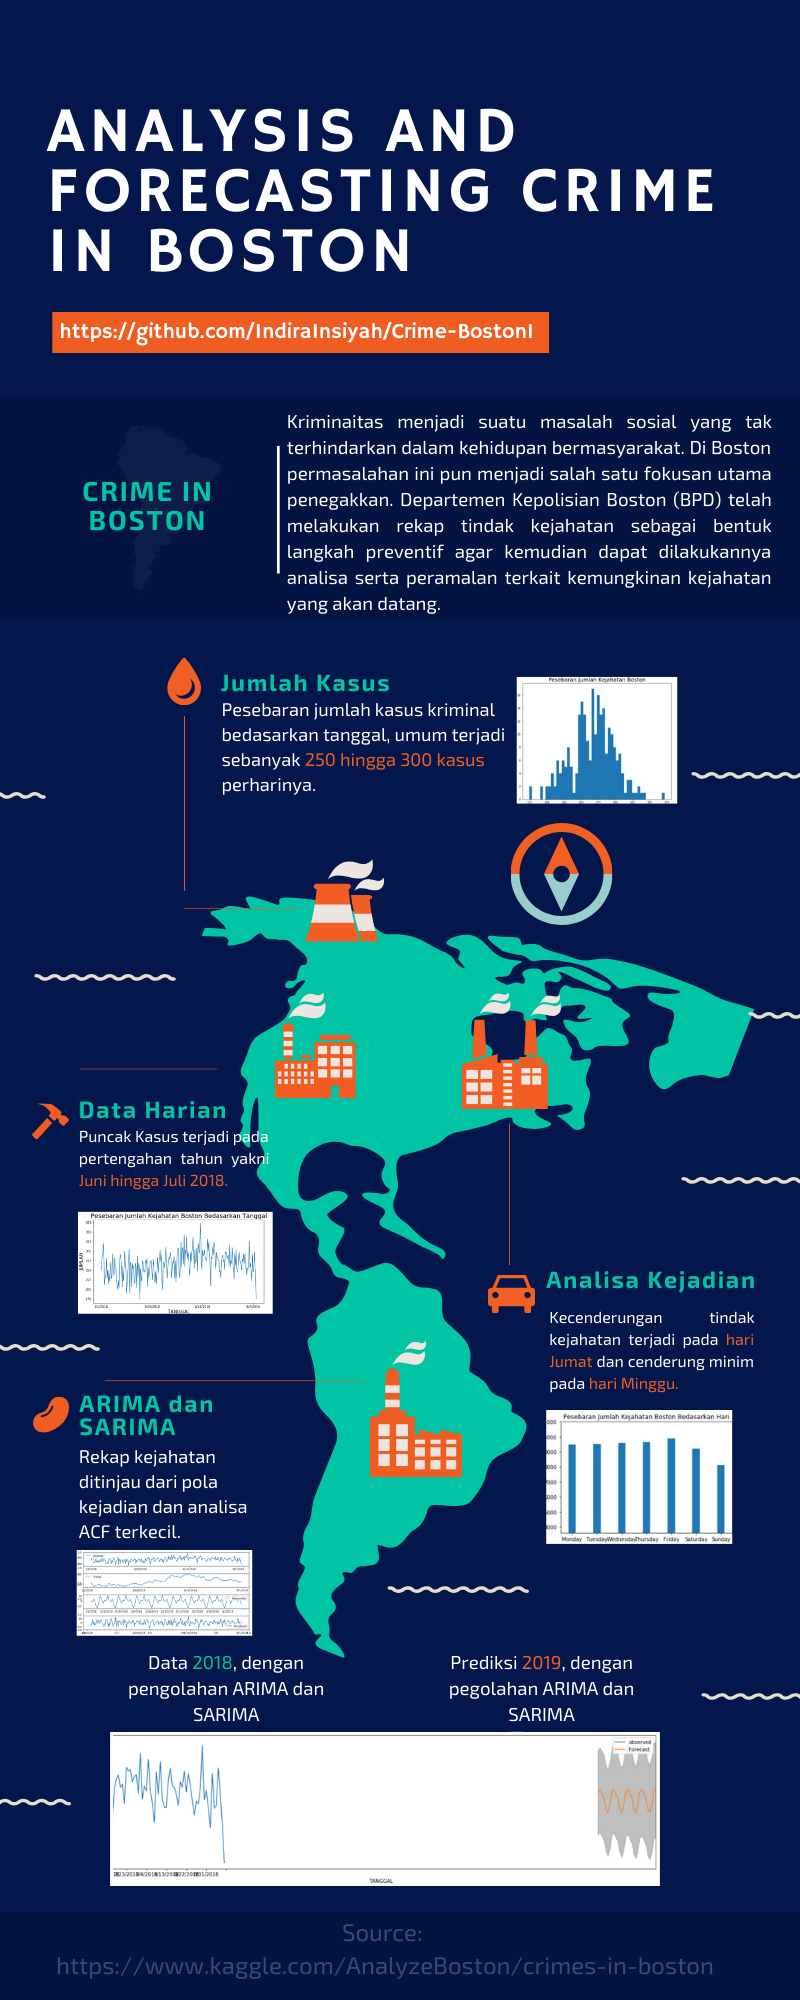 ANALYSIS AND
FORECASTING CRIME
IN BOSTON
https://github.com/IndiraInsiyah/Crime-BostonI
CRIME IN
BOSTON
Kriminaitas menjadi suatu masalah sosial yang tak
terhindarkan dalam kehidupan bermasyarakat. Di Boston
permasalahan ini pun menjadi salah satu fokusan utama
penegakkan. Departemen Kepolisian Boston (BPD) telah
melakukan rekap tindak kejahatan sebagai bentuk
langkah preventif agar kemudian dapat dilakukannya
analisa serta peramalan terkait kemungkinan kejahatan
yang akan datang.
Jumlah Kasus
Pesebaran jumlah kasus kriminal
bedasarkan tanggal, umum terjadi
sebanyak 250 hingga 300 kasus
perharinya.
Pesebaran Jumlah Kejahatan Boston
Data Harian
Puncak Kasus terjadi pada
pertengahan tahun yakni
Juni hingga Juli 2018.
Pesebaran Jumlah Kejahatan Boston Bedasarkan Tanggal
JUMLAH
TANGGAL
Analisa Kejadian
Kecenderungan tindak
kejahatan terjadi pada hari
Jumat dan cenderung minim
pada hari Minggu.
Pesebaran Jumlah Kejahatan Boston Bedasarkan Hari
Monday Tuesday Wednesday Thursday Friday Saturday Sunday
ARIMA dan
SARIMA
Rekap kejahatan
ditinjau dari pola
kejadian dan analisa
ACF terkecil.
Data 2018, dengan
pengolahan ARIMA dan
SARIMA
Prediksi 2019, dengan
pegolahan ARIMA dan
SARIMA
observed
Forecast
TANGGAL
Source:
https://www.kaggle.com/AnalyzeBoston/crimes-in-boston